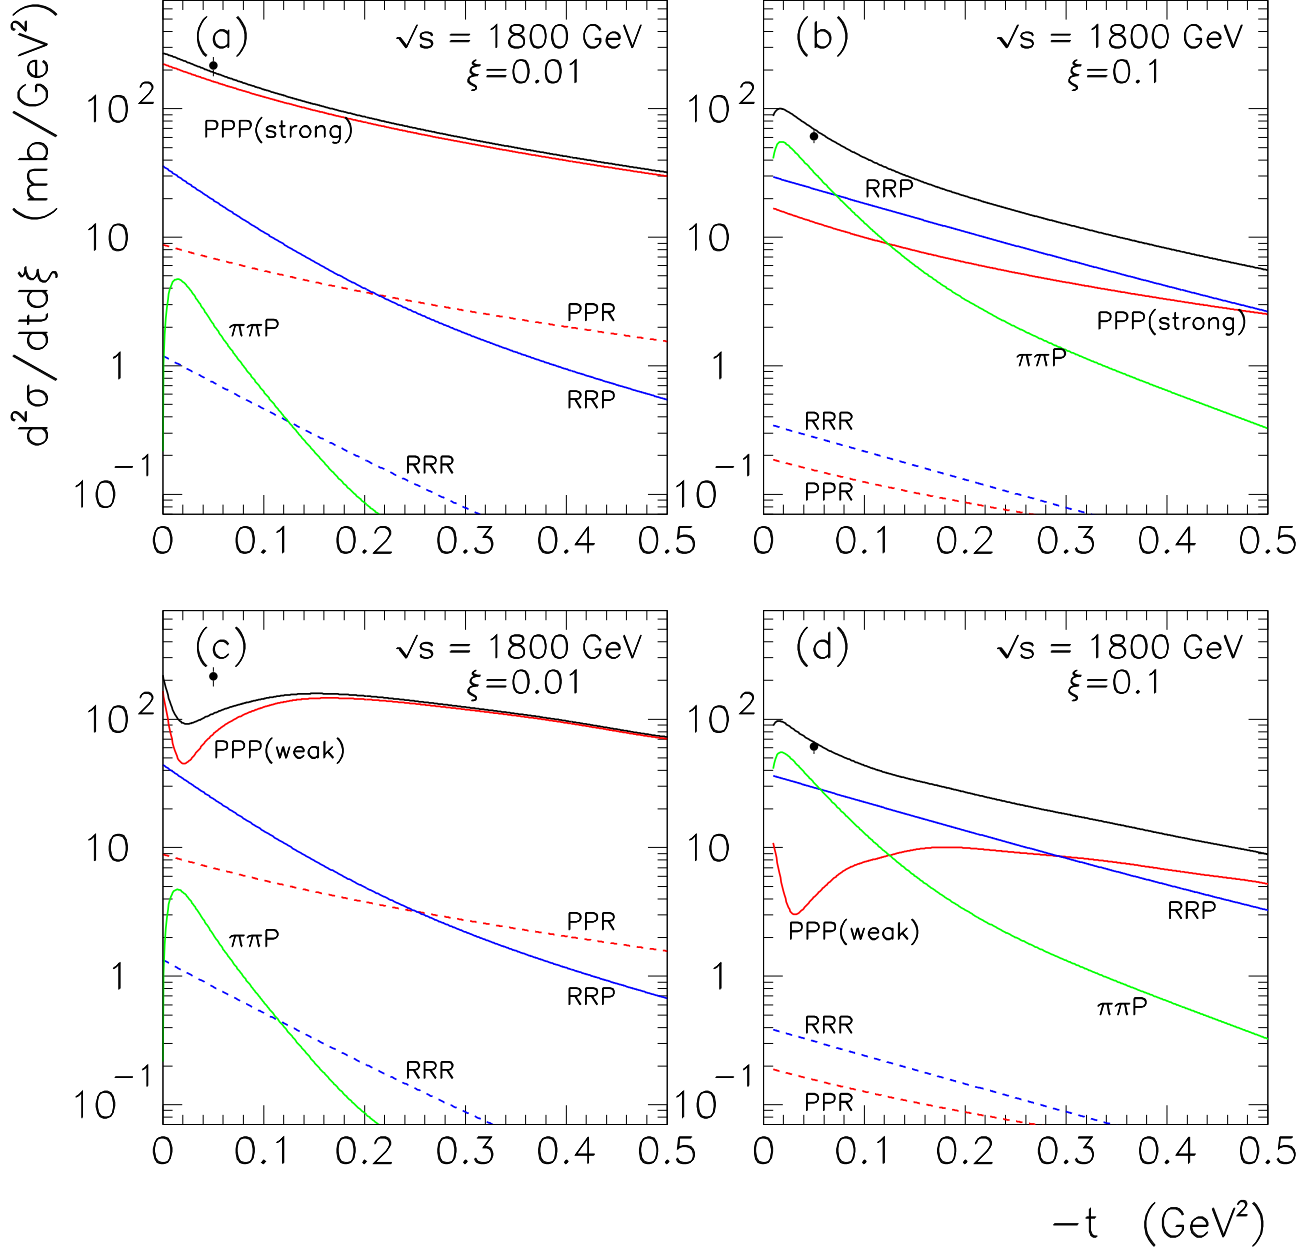 d²σ/dtdξ (mb/GeV²)
(a)
√s = 1800 GeV
ξ=0.01
PPP(strong)
PPR
ππP
RRP
RRR
10²
10
1
10⁻¹
0 0.1 0.2 0.3 0.4 0.5
(b)
√s = 1800 GeV
ξ=0.1
RRP
PPP(strong)
ππP
RRR
PPR
10²
10
1
10⁻¹
0 0.1 0.2 0.3 0.4 0.5
(c)
√s = 1800 GeV
ξ=0.01
PPP(weak)
PPR
ππP
RRP
RRR
10²
10
1
10⁻¹
0 0.1 0.2 0.3 0.4 0.5
(d)
√s = 1800 GeV
ξ=0.1
RRP
PPP(weak)
ππP
RRR
PPR
10²
10
1
10⁻¹
0 0.1 0.2 0.3 0.4 0.5
−t (GeV²)